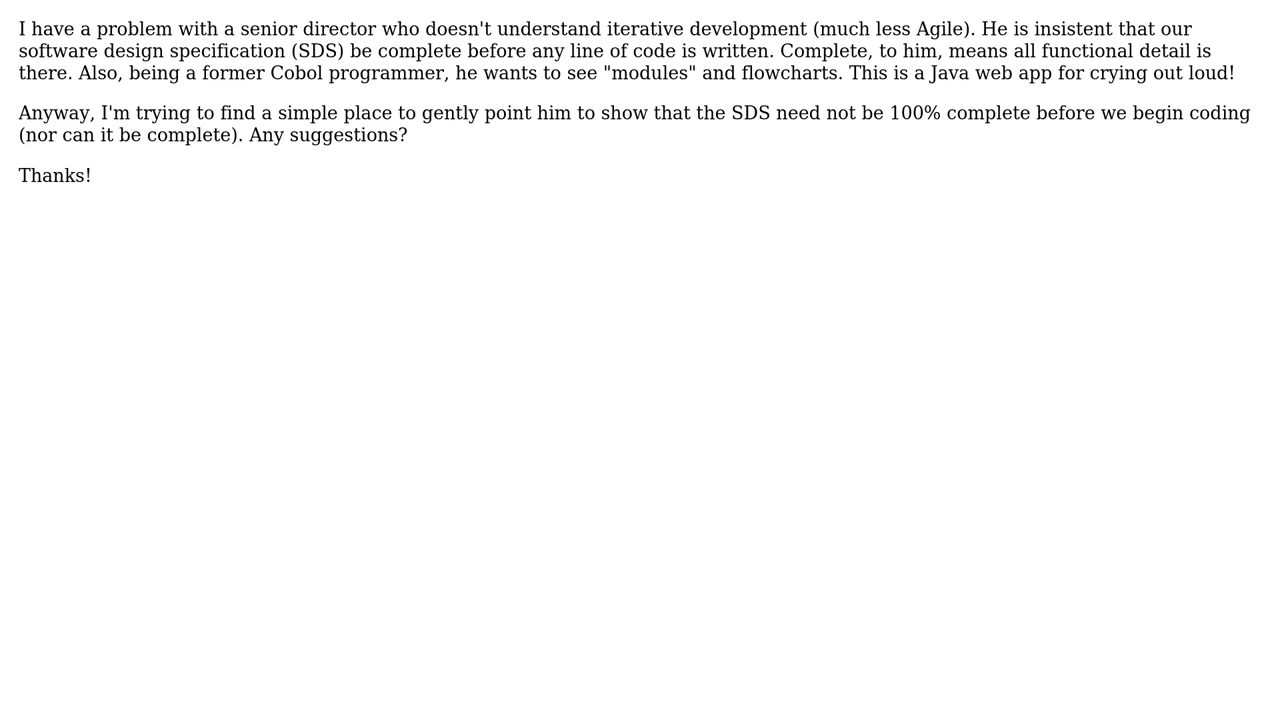 I have a problem with a senior director who doesn't understand iterative development (much less Agile). He is insistent that our
software design specification (SDS) be complete before any line of code is written. Complete, to him, means all functional detail is
there. Also, being a former Cobol programmer, he wants to see "modules" and flowcharts. This is a Java web app for crying out loud!
Anyway, I'm trying to find a simple place to gently point him to show that the SDS need not be 100% complete before we begin coding
(nor can it be complete). Any suggestions?
Thanks!